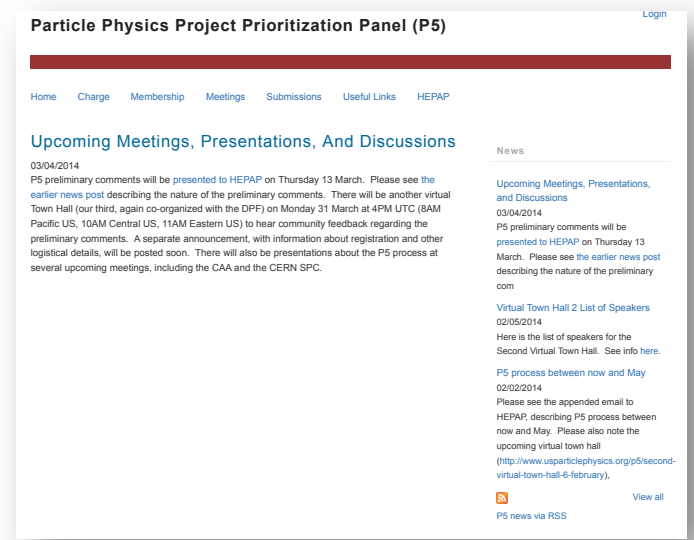 Login
Particle Physics Project Prioritization Panel (P5)
Home Charge Membership Meetings Submissions Useful Links HEPAP
Upcoming Meetings, Presentations, And Discussions
03/04/2014
P5 preliminary comments will be presented to HEPAP on Thursday 13 March. Please see the
earlier news post describing the nature of the preliminary comments. There will be another virtual
Town Hall (our third, again co-organized with the DPF) on Monday 31 March at 4PM UTC (8AM
Pacific US, 10AM Central US, 11AM Eastern US) to hear community feedback regarding the
preliminary comments. A separate announcement, with information about registration and other
logistical details, will be posted soon. There will also be presentations about the P5 process at
several upcoming meetings, including the CAA and the CERN SPC.
News
Upcoming Meetings, Presentations,
and Discussions
03/04/2014
P5 preliminary comments will be
presented to HEPAP on Thursday 13
March. Please see the earlier news post
describing the nature of the preliminary
com
Virtual Town Hall 2 List of Speakers
02/05/2014
Here is the list of speakers for the
Second Virtual Town Hall. See info here.
P5 process between now and May
02/02/2014
Please see the appended email to
HEPAP, describing P5 process between
now and May. Please also note the
upcoming virtual town hall
(http://www.usparticlephysics.org/p5/second-
virtual-town-hall-6-february),
View all
P5 news via RSS